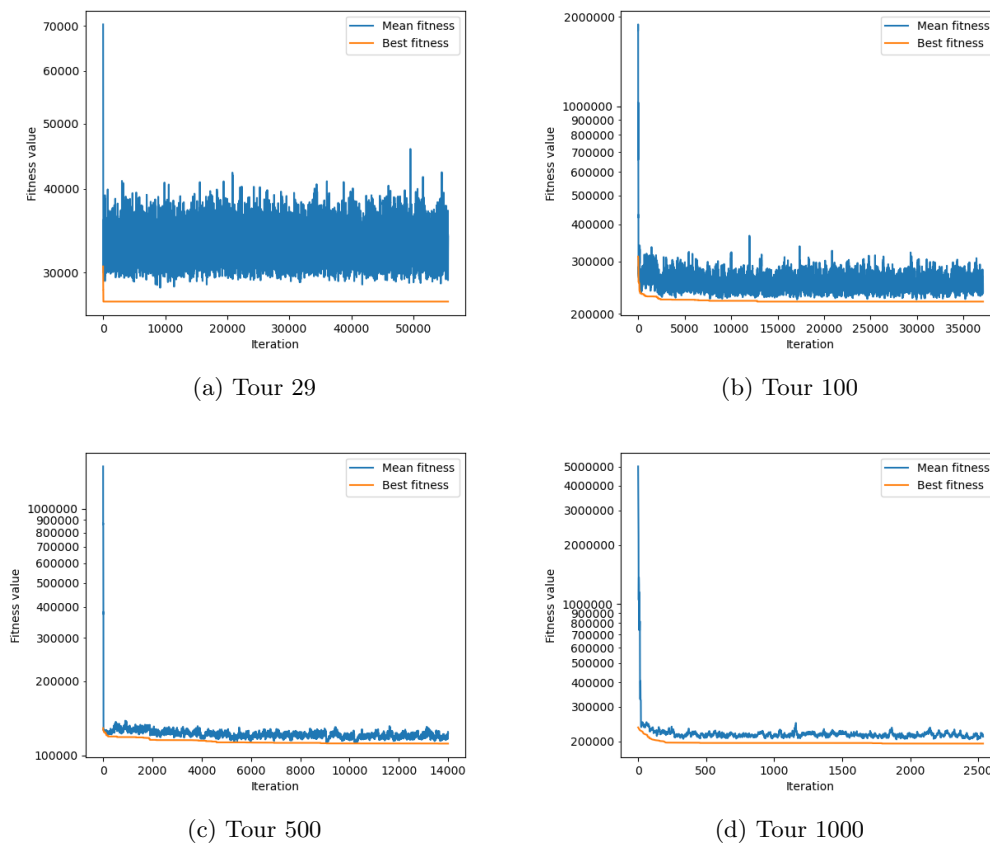 70000
60000
50000
40000
30000
Fitness value
0 10000 20000 30000 40000 50000
Iteration
Mean fitness
Best fitness
(a) Tour 29
2000000
1000000
900000
800000
700000
600000
500000
400000
300000
200000
Fitness value
0 5000 10000 15000 20000 25000 30000 35000
Iteration
Mean fitness
Best fitness
(b) Tour 100
1000000
900000
800000
700000
600000
500000
400000
300000
200000
100000
Fitness value
0 2000 4000 6000 8000 10000 12000 14000
Iteration
Mean fitness
Best fitness
(c) Tour 500
5000000
4000000
3000000
2000000
1000000
900000
800000
700000
600000
500000
400000
300000
200000
Fitness value
0 500 1000 1500 2000 2500
Iteration
Mean fitness
Best fitness
(d) Tour 1000